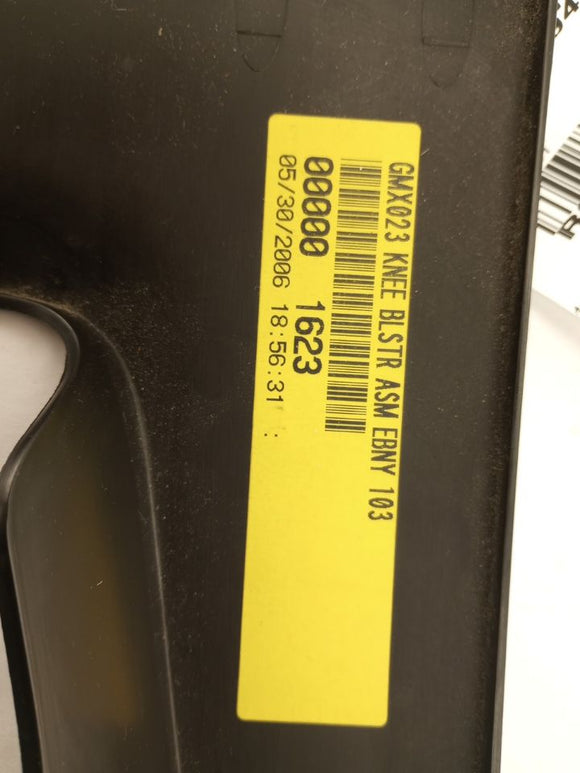 GMX023 KNEE BLSTR ASM EBNY 103
00000 1623
05/30/2006 18:56:31 :